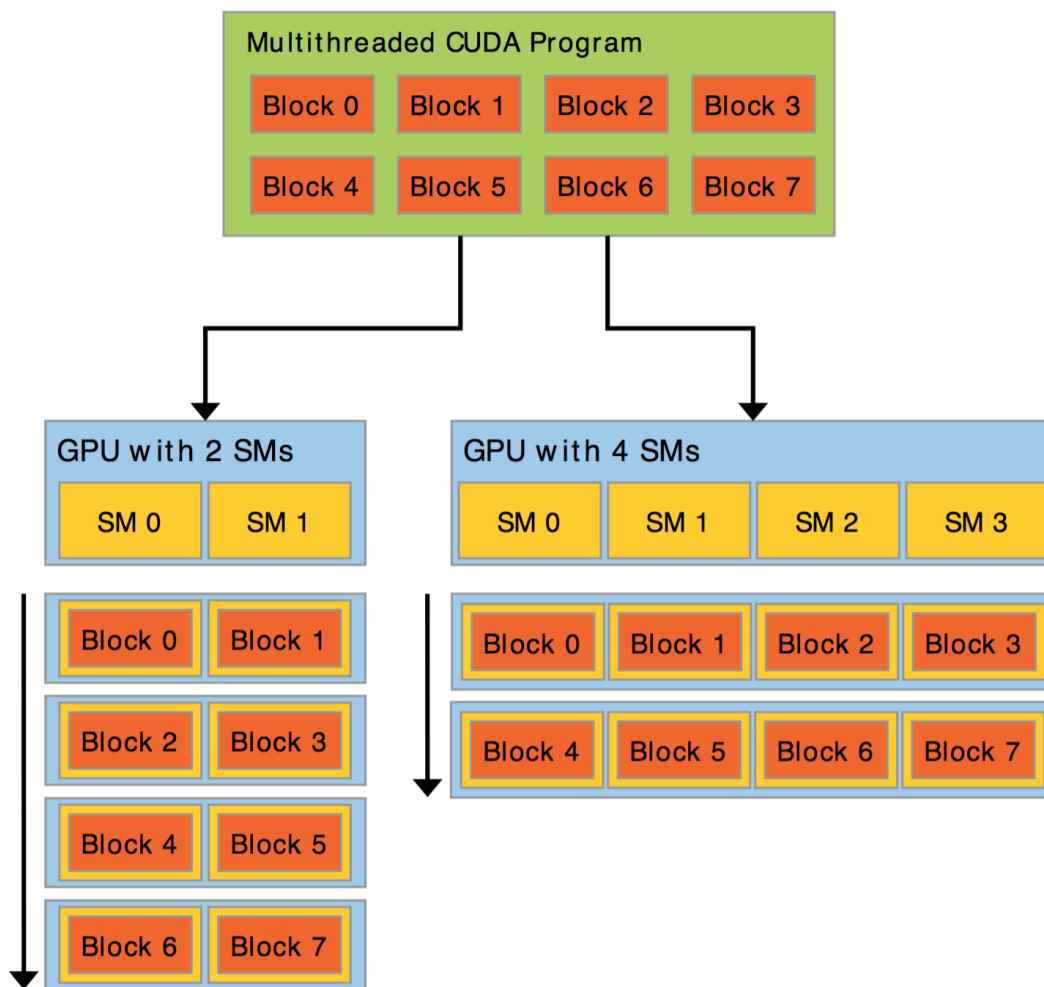 Multithreaded CUDA Program
Block 0 Block 1 Block 2 Block 3
Block 4 Block 5 Block 6 Block 7
GPU with 2 SMs
SM 0 SM 1
Block 0 Block 1
Block 2 Block 3
Block 4 Block 5
Block 6 Block 7
GPU with 4 SMs
SM 0 SM 1 SM 2 SM 3
Block 0 Block 1 Block 2 Block 3
Block 4 Block 5 Block 6 Block 7